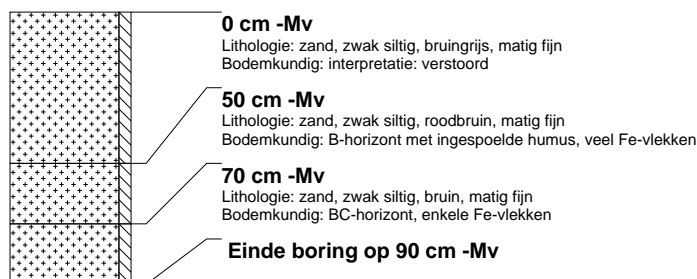 0 cm -Mv
Lithologie: zand, zwak siltig, bruingrijs, matig fijn
Bodemkundig: interpretatie: verstoord
50 cm -Mv
Lithologie: zand, zwak siltig, roodbruin, matig fijn
Bodemkundig: B-horizont met ingespoelde humus, veel Fe-vlekken
70 cm -Mv
Lithologie: zand, zwak siltig, bruin, matig fijn
Bodemkundig: BC-horizont, enkele Fe-vlekken
Einde boring op 90 cm -Mv